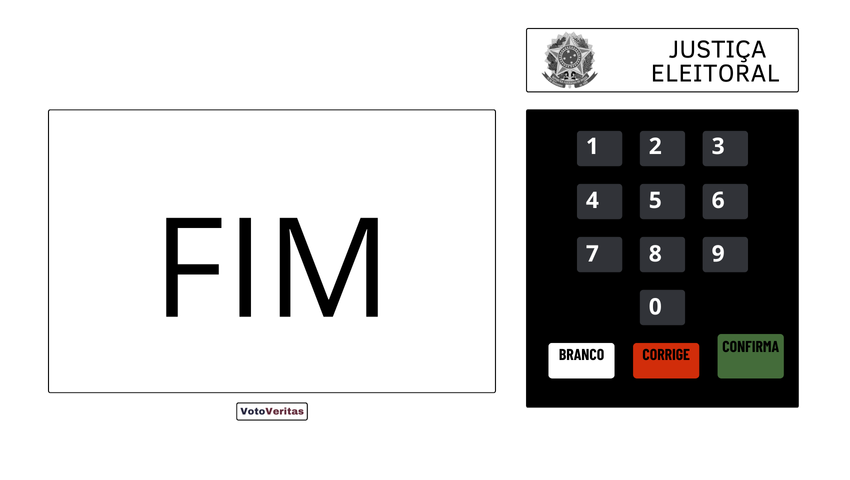 JUSTIÇA
ELEITORAL
FIM
1 2 3
4 5 6
7 8 9
0
BRANCO CORRIGE CONFIRMA
VotoVeritas